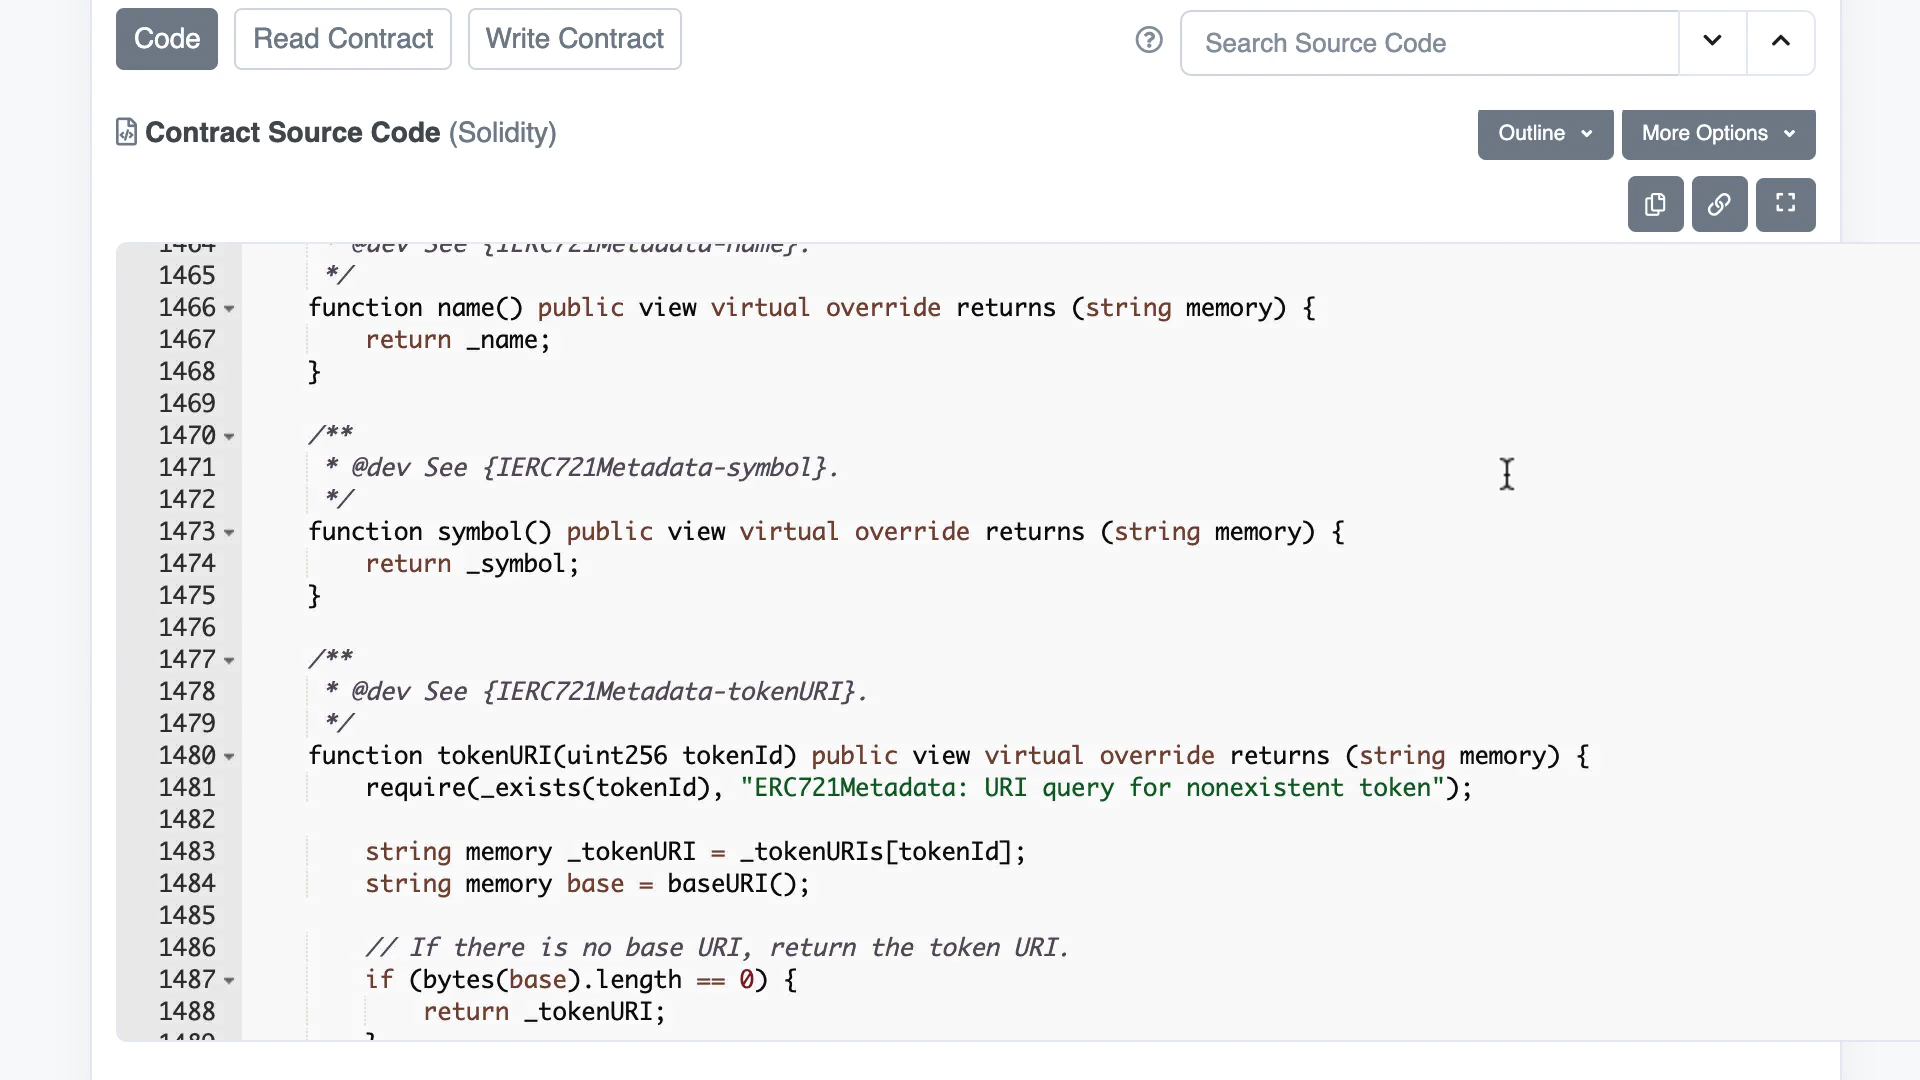 Code Read Contract Write Contract Search Source Code
Contract Source Code (Solidity) Outline More Options
1464 * @dev See {IERC721Metadata-name}.
1465 */
1466 function name() public view virtual override returns (string memory) {
1467 return _name;
1468 }
1469
1470 /**
1471 * @dev See {IERC721Metadata-symbol}.
1472 */
1473 function symbol() public view virtual override returns (string memory) {
1474 return _symbol;
1475 }
1476
1477 /**
1478 * @dev See {IERC721Metadata-tokenURI}.
1479 */
1480 function tokenURI(uint256 tokenId) public view virtual override returns (string memory) {
1481 require(_exists(tokenId), "ERC721Metadata: URI query for nonexistent token");
1482
1483 string memory _tokenURI = _tokenURIs[tokenId];
1484 string memory base = baseURI();
1485
1486 // If there is no base URI, return the token URI.
1487 if (bytes(base).length == 0) {
1488 return _tokenURI;
1489 }